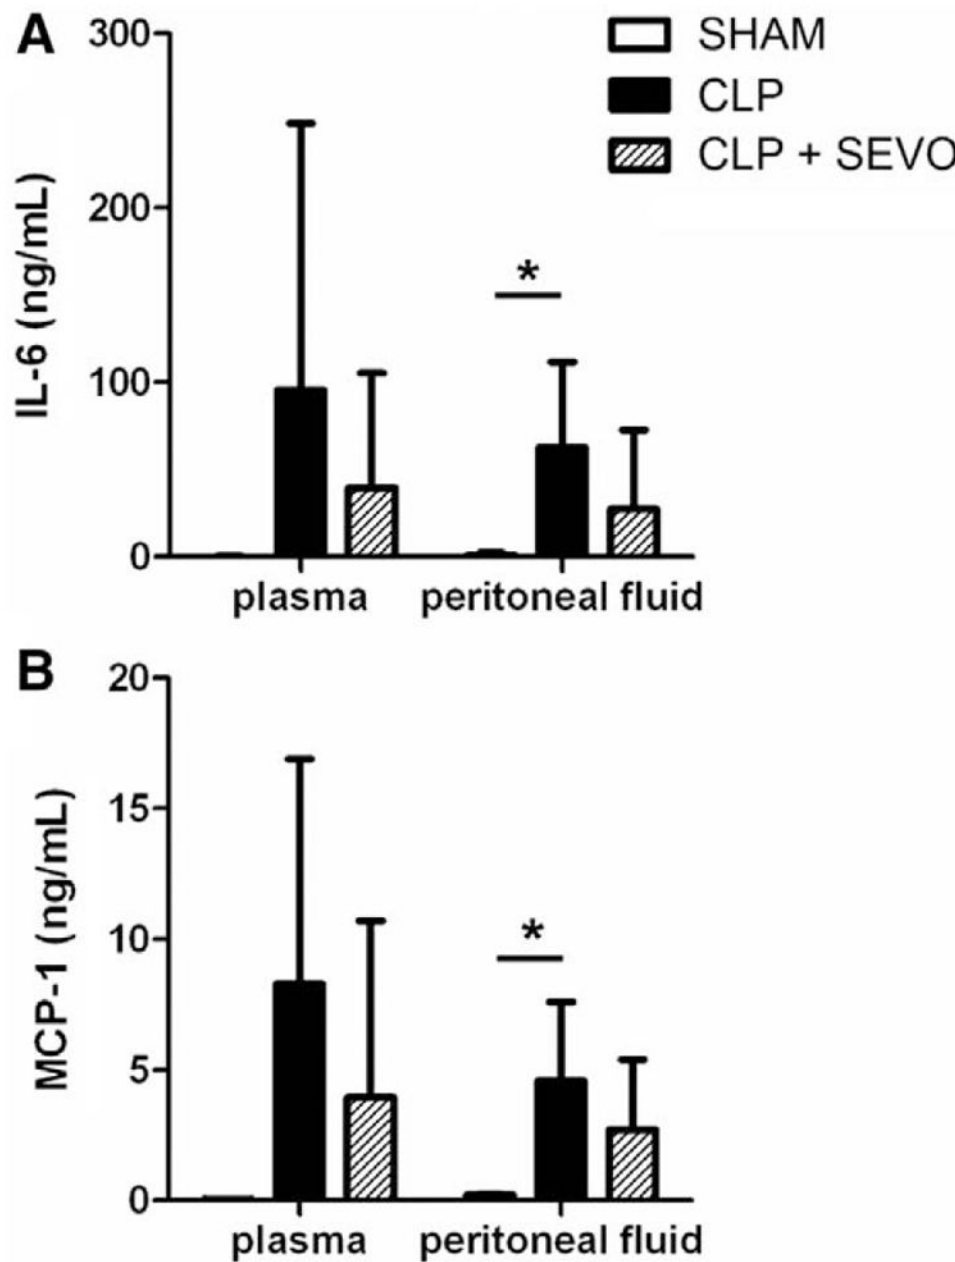 A
300
SHAM
CLP
CLP + SEVO
200
*
IL-6 (ng/mL)
100
0
plasma peritoneal fluid
B
20
15
MCP-1 (ng/mL)
10
*
5
0
plasma peritoneal fluid